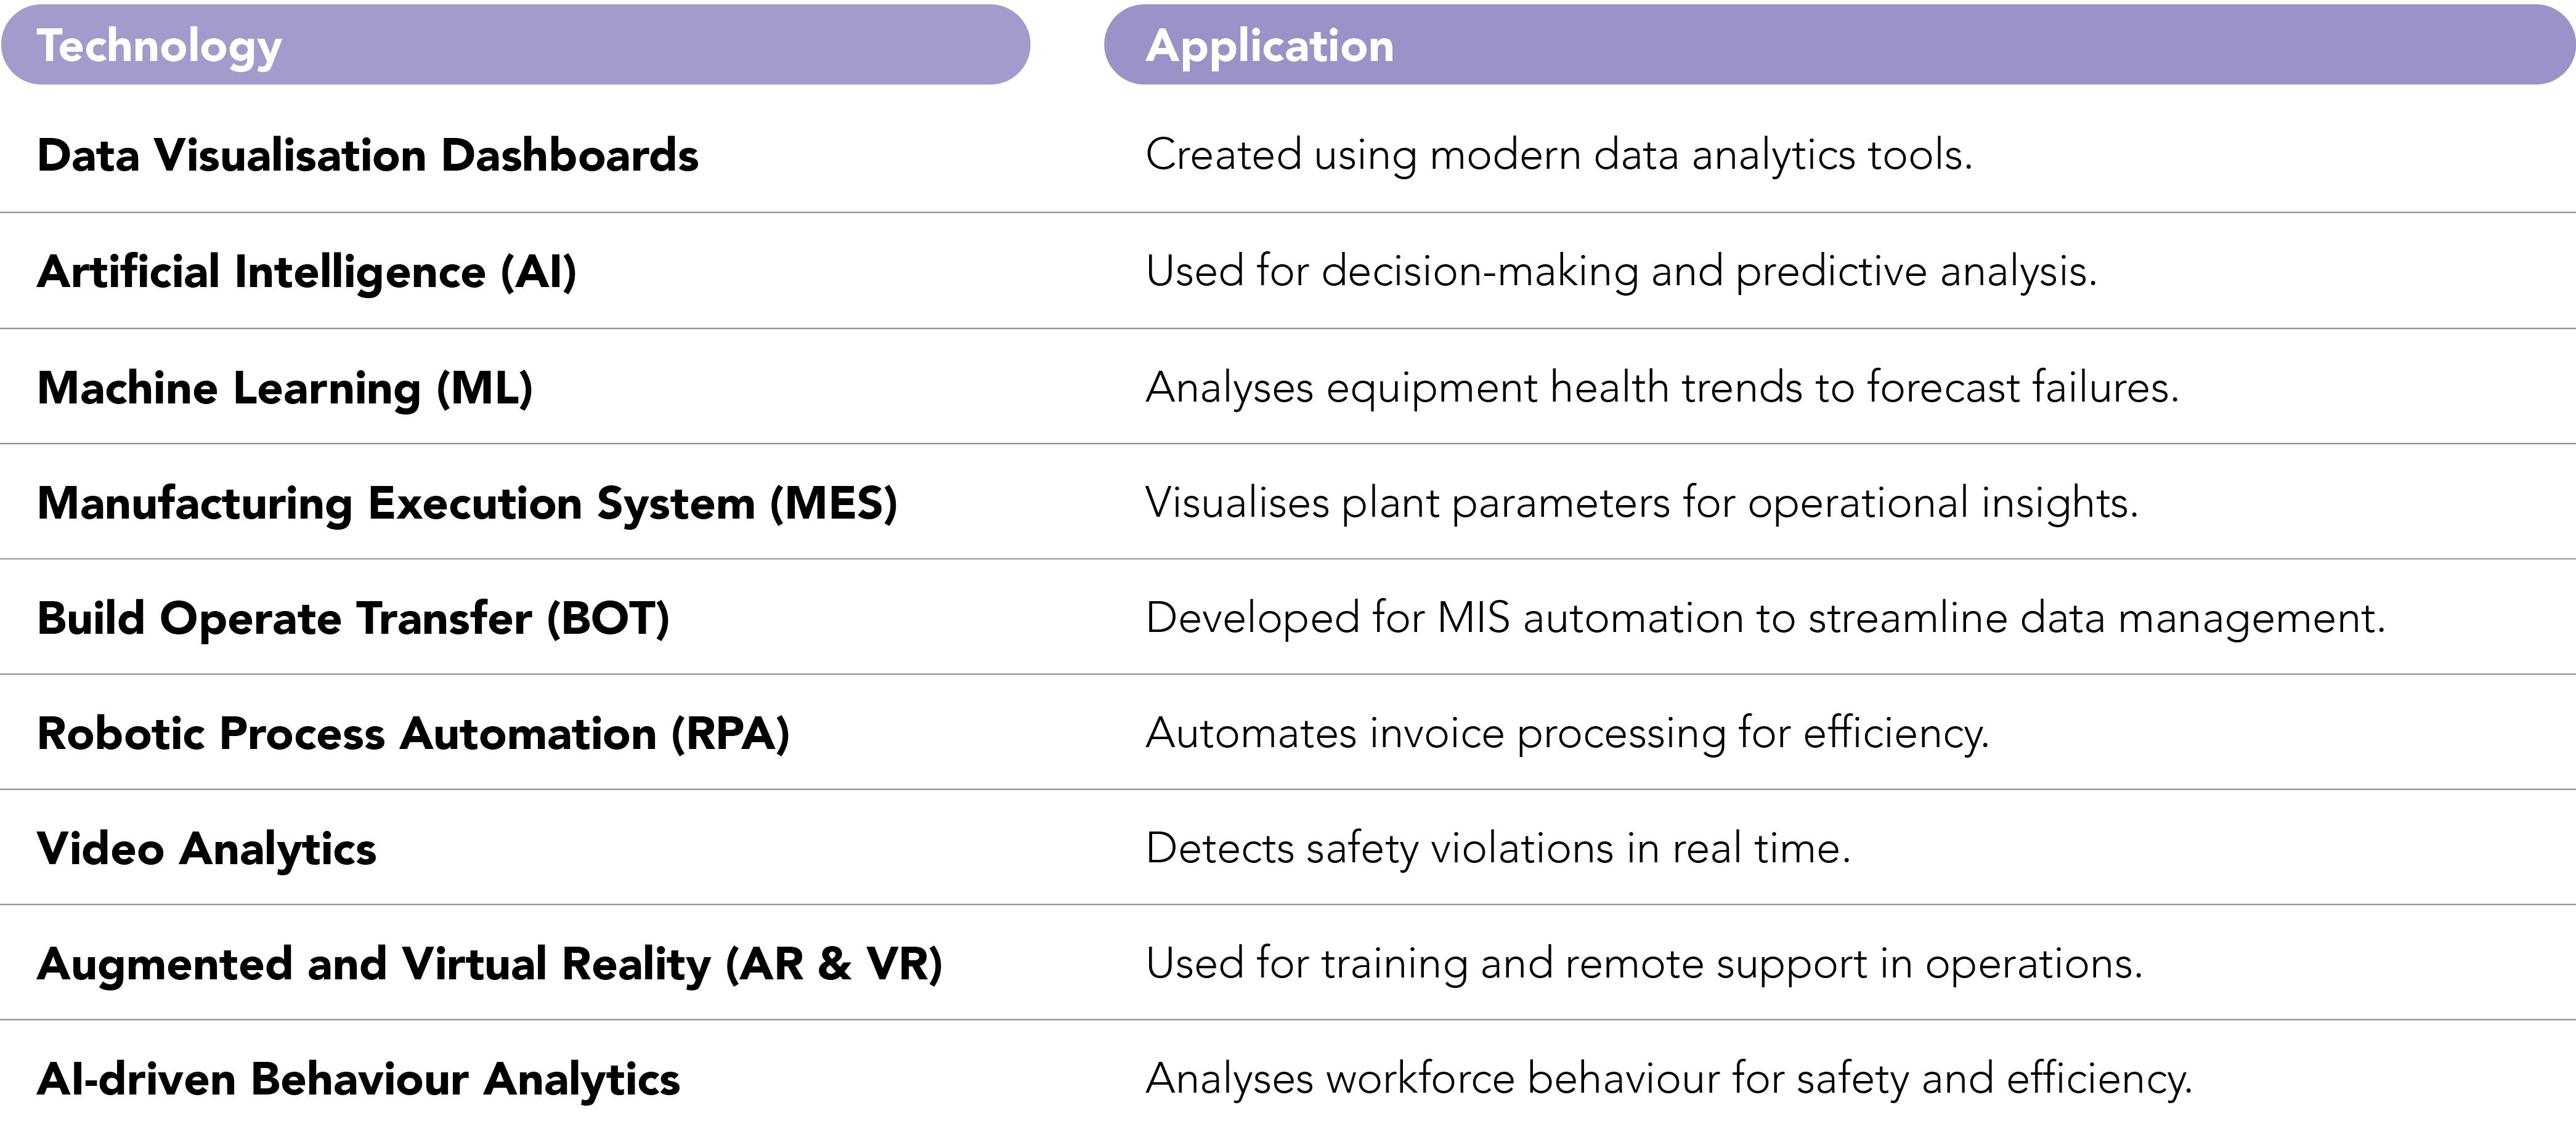 Technology Application
Data Visualisation Dashboards Created using modern data analytics tools.
Artificial Intelligence (AI) Used for decision-making and predictive analysis.
Machine Learning (ML) Analyses equipment health trends to forecast failures.
Manufacturing Execution System (MES) Visualises plant parameters for operational insights.
Build Operate Transfer (BOT) Developed for MIS automation to streamline data management.
Robotic Process Automation (RPA) Automates invoice processing for efficiency.
Video Analytics Detects safety violations in real time.
Augmented and Virtual Reality (AR & VR) Used for training and remote support in operations.
AI-driven Behaviour Analytics Analyses workforce behaviour for safety and efficiency.